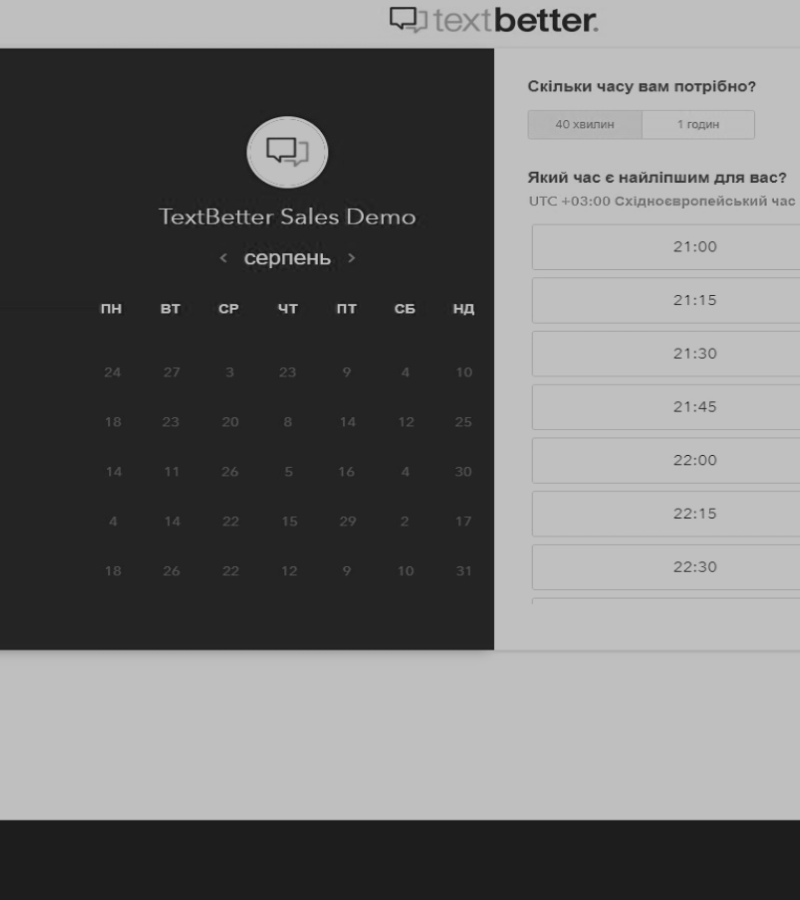 textbetter.
TextBetter Sales Demo
‹ серпень ›
ПН ВТ СР ЧТ ПТ СБ НД
24 27 3 23 9 4 10
18 23 20 8 14 12 25
14 11 26 5 16 4 30
4 14 22 15 29 2 17
18 26 22 12 9 10 31
Скільки часу вам потрібно?
40 хвилин 1 годин
Який час є найліпшим для вас?
UTC +03:00 Східноєвропейський час
21:00
21:15
21:30
21:45
22:00
22:15
22:30